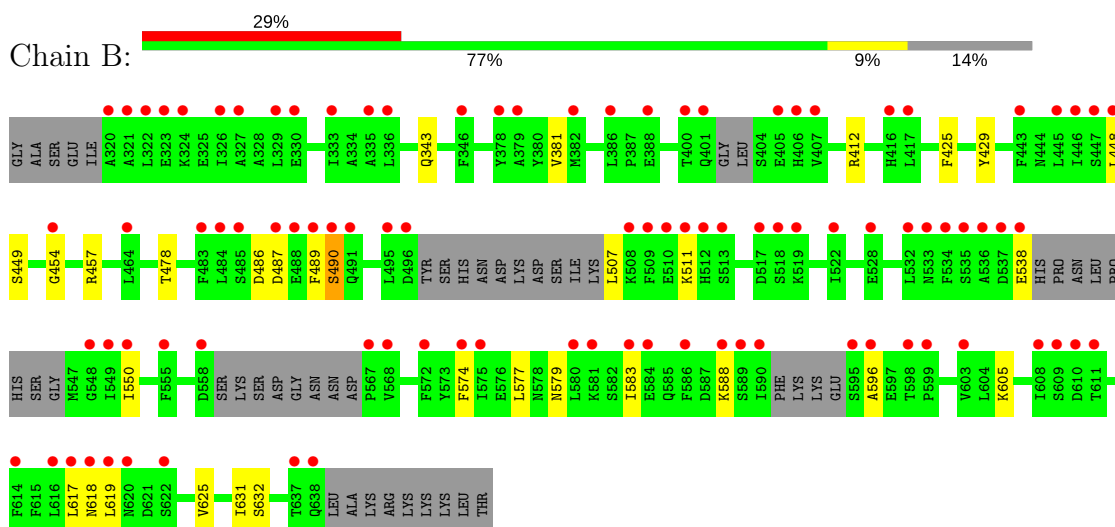 29%
Chain B:
77% 9% 14%
GLY ALA SER GLU ILE A320 A321 L322 E323 K324 E325 I326 A327 A328 L329 E330 I333 A334 A335 L336 Q343 F346 Y378 A379 Y380 V381 M382 L386 P387 E388 T400 Q401 GLY LEU S404 E405 H406 V407 R412 H416 L417 F425 Y429 F443 N444 L445 I446 S447 L448
S449 G454 R457 L464 T478 F483 L484 S485 D486 D487 E488 F489 S490 Q491 L495 D496 TYR SER HIS ASN ASP LYS ASP SER ILE LYS L507 K508 F509 E510 K511 H512 S513 D517 S518 K519 I522 E528 L532 N533 F534 S535 A536 D537 E538 HIS PRO ASN LEU PRO
HIS SER GLY M547 G548 I549 I550 F555 D558 SER LYS SER ASP GLY ASN ASN ASP P567 V568 F572 Y573 F574 I575 E576 L577 N578 N579 L580 K581 S582 I583 E584 Q585 F586 D587 K588 S589 I590 PHE LYS LYS GLU S595 A596 E597 T598 P599 V603 L604 K605 I608 S609 D610 T611
F614 F615 L616 L617 N618 L619 N620 D621 S622 V625 I631 S632 T637 Q638 LEU ALA LYS ARG LYS LYS LYS LEU THR